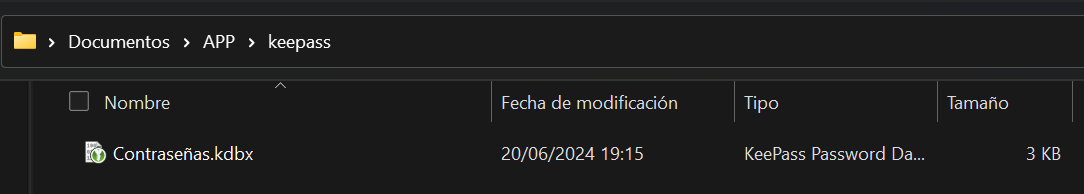 Documentos > APP > keepass
Nombre Fecha de modificación Tipo Tamaño
Contraseñas.kdbx 20/06/2024 19:15 KeePass Password Da... 3 KB